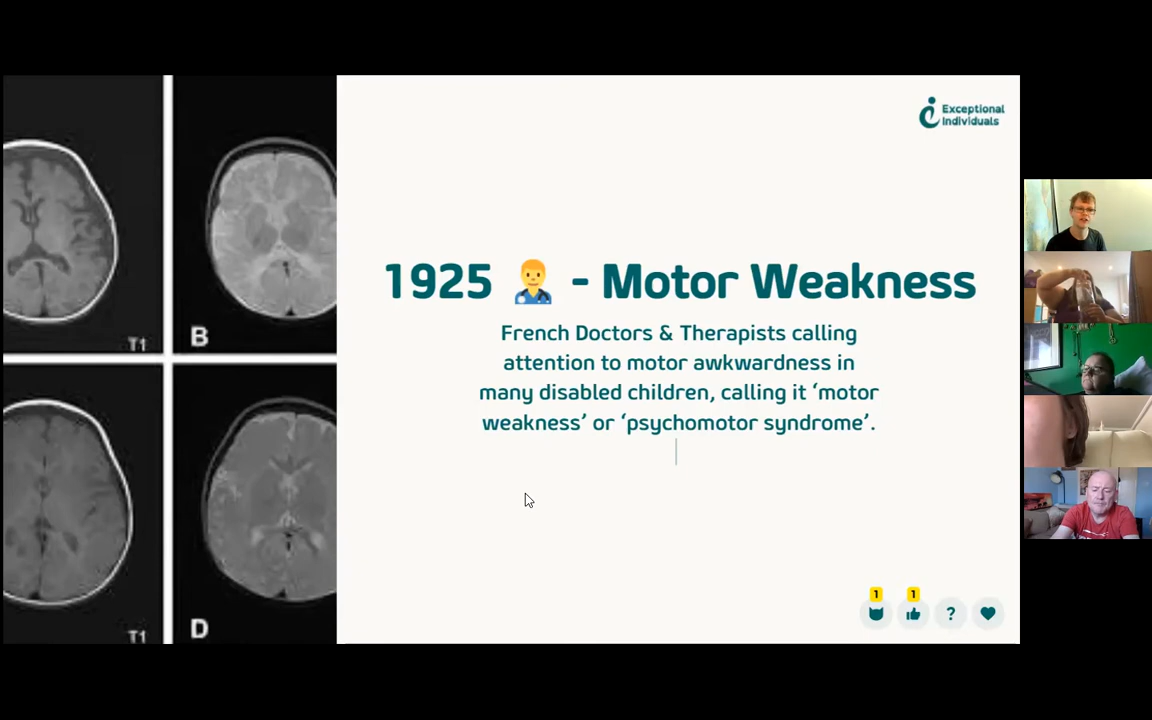 Exceptional
Individuals
1925 👨‍⚕️ - Motor Weakness
French Doctors & Therapists calling
attention to motor awkwardness in
many disabled children, calling it ‘motor
weakness’ or ‘psychomotor syndrome’.
T1
B
T1
D
1
1
?